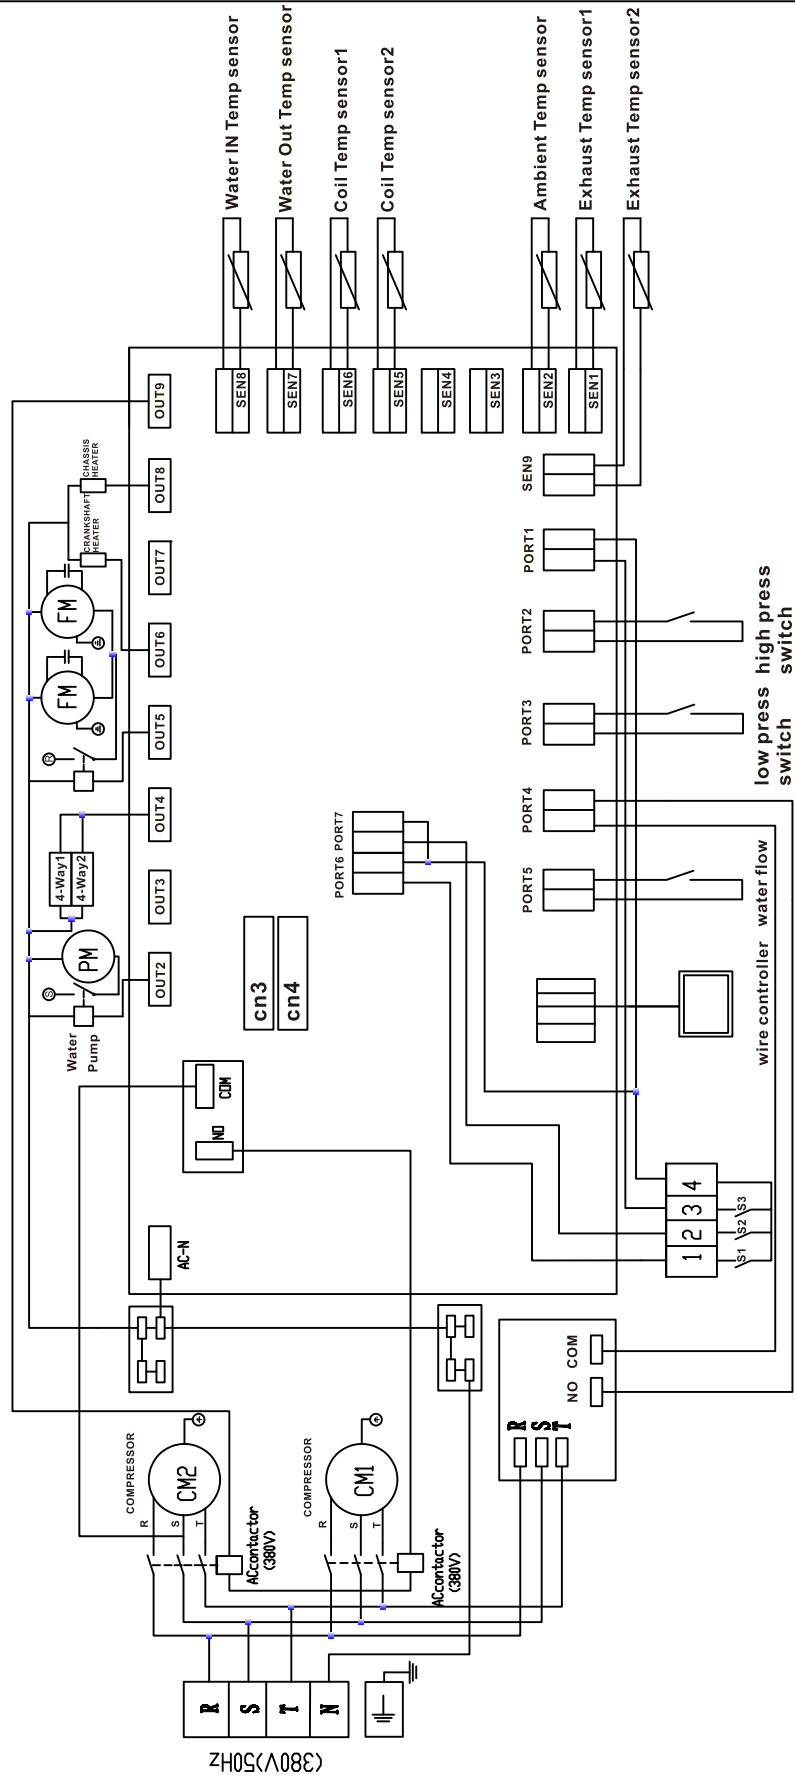 Water IN Temp sensor
Water Out Temp sensor
Coil Temp sensor1
Coil Temp sensor2
Ambient Temp sensor
Exhaust Temp sensor1
Exhaust Temp sensor2
SEN8
SEN7
SEN6
SEN5
SEN4
SEN3
SEN2
SEN1
SEN9
OUT9
OUT8
OUT7
OUT6
OUT5
OUT4
OUT3
OUT2
CHASSIS
HEATER
CRANKSHAFT
HEATER
FM
FM
R
4-Way1
4-Way2
PM
S
Water
Pump
PORT1
PORT2
PORT3
PORT4
PORT5
PORT6 PORT7
high press
switch
low press
switch
water flow
wire controller
cn3
cn4
COM
NO
AC-N
1
2
3
4
S1
S2
S3
NO
COM
R
S
T
COMPRESSOR
CM2
R
S
T
ACcontactor
(380V)
COMPRESSOR
CM1
R
S
T
ACcontactor
(380V)
R
S
T
N
(380V)50Hz